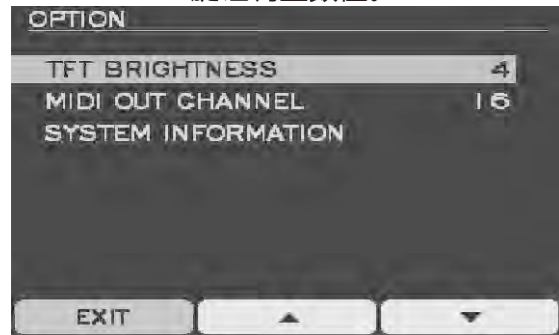 OPTION
TFT BRIGHTNESS 4
MIDI OUT CHANNEL 16
SYSTEM INFORMATION
EXIT ▲ ▼